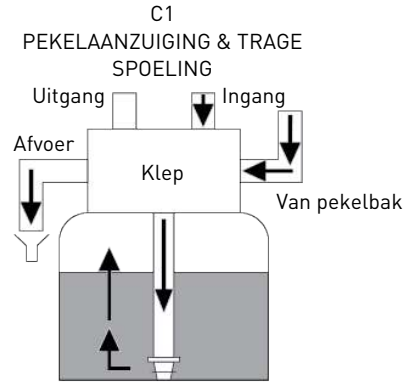 C1
PEKELAANZUIGING & TRAGE
SPOELING
Uitgang
Ingang
Afvoer
Klep
Van pekelbak